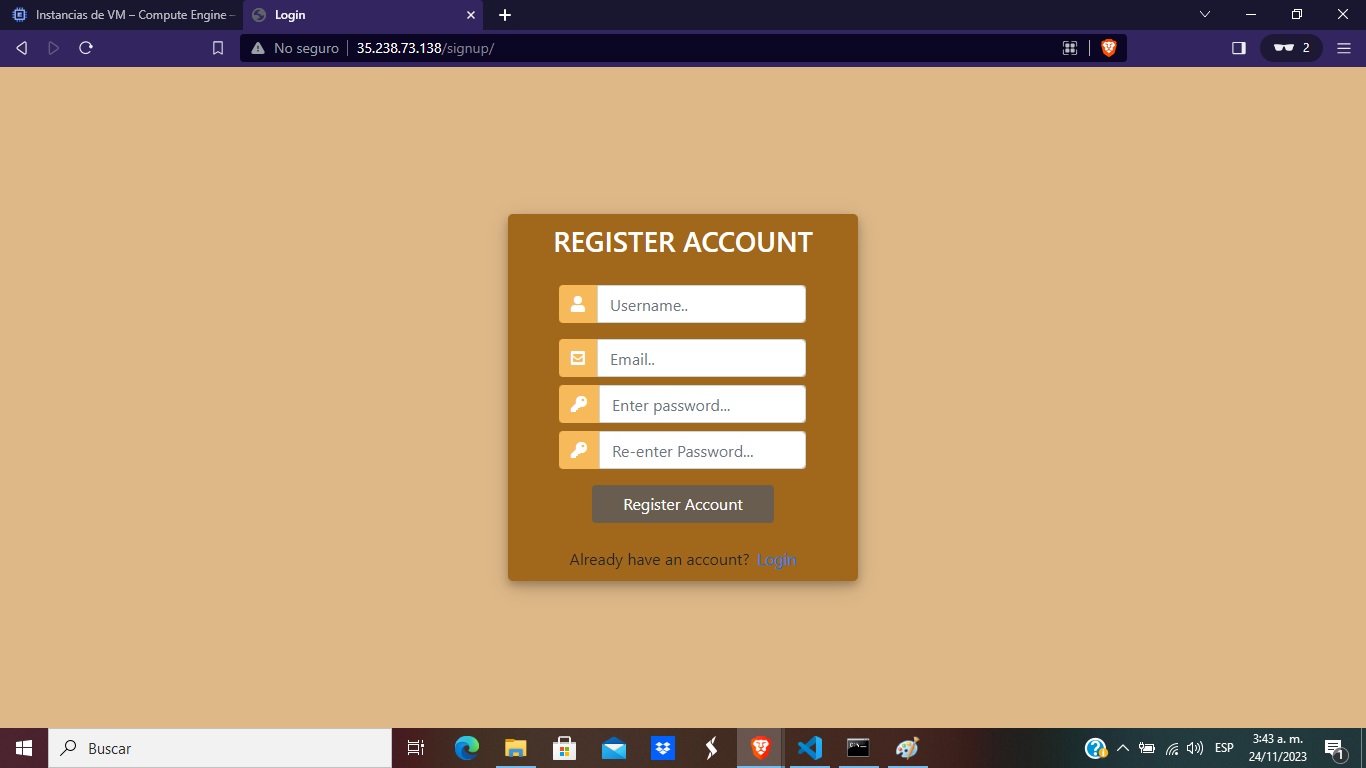 Instancias de VM – Compute Engine –
Login
No seguro
35.238.73.138/signup/
2
REGISTER ACCOUNT
Username..
Email..
Enter password...
Re-enter Password...
Register Account
Already have an account? Login
Buscar
ESP
3:43 a. m.
24/11/2023
1